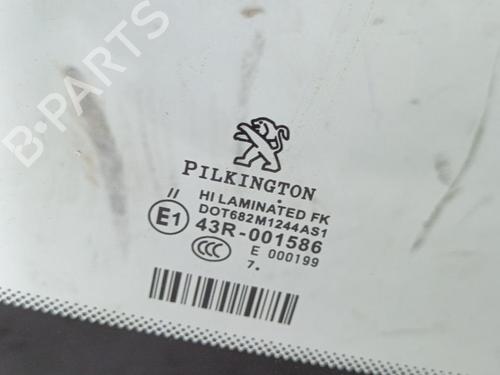 B-PARTS
PILKINGTON
II HI LAMINATED FK
DOT682M1244AS1
E1 43R-001586
CCC E 000199
7.